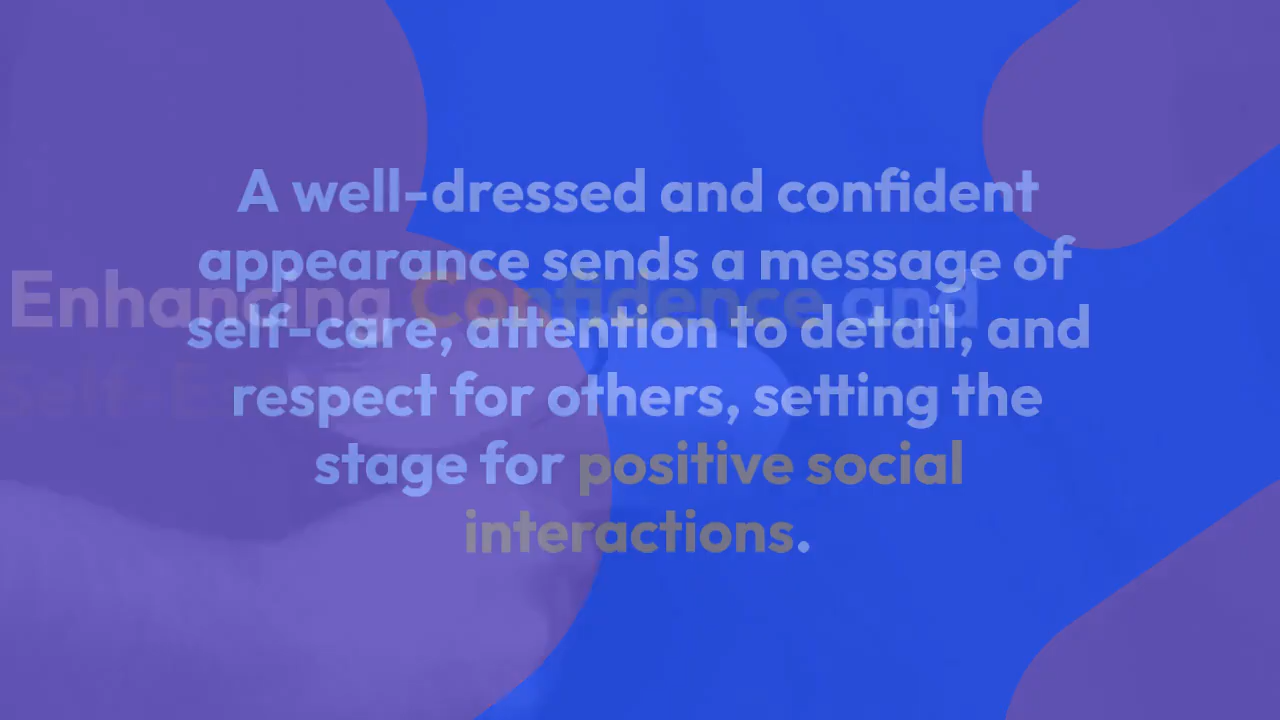 A well-dressed and confident
appearance sends a message of
Enhancing Confidence and
self-care, attention to detail, and
Self-E
respect for others, setting the
stage for positive social
interactions.